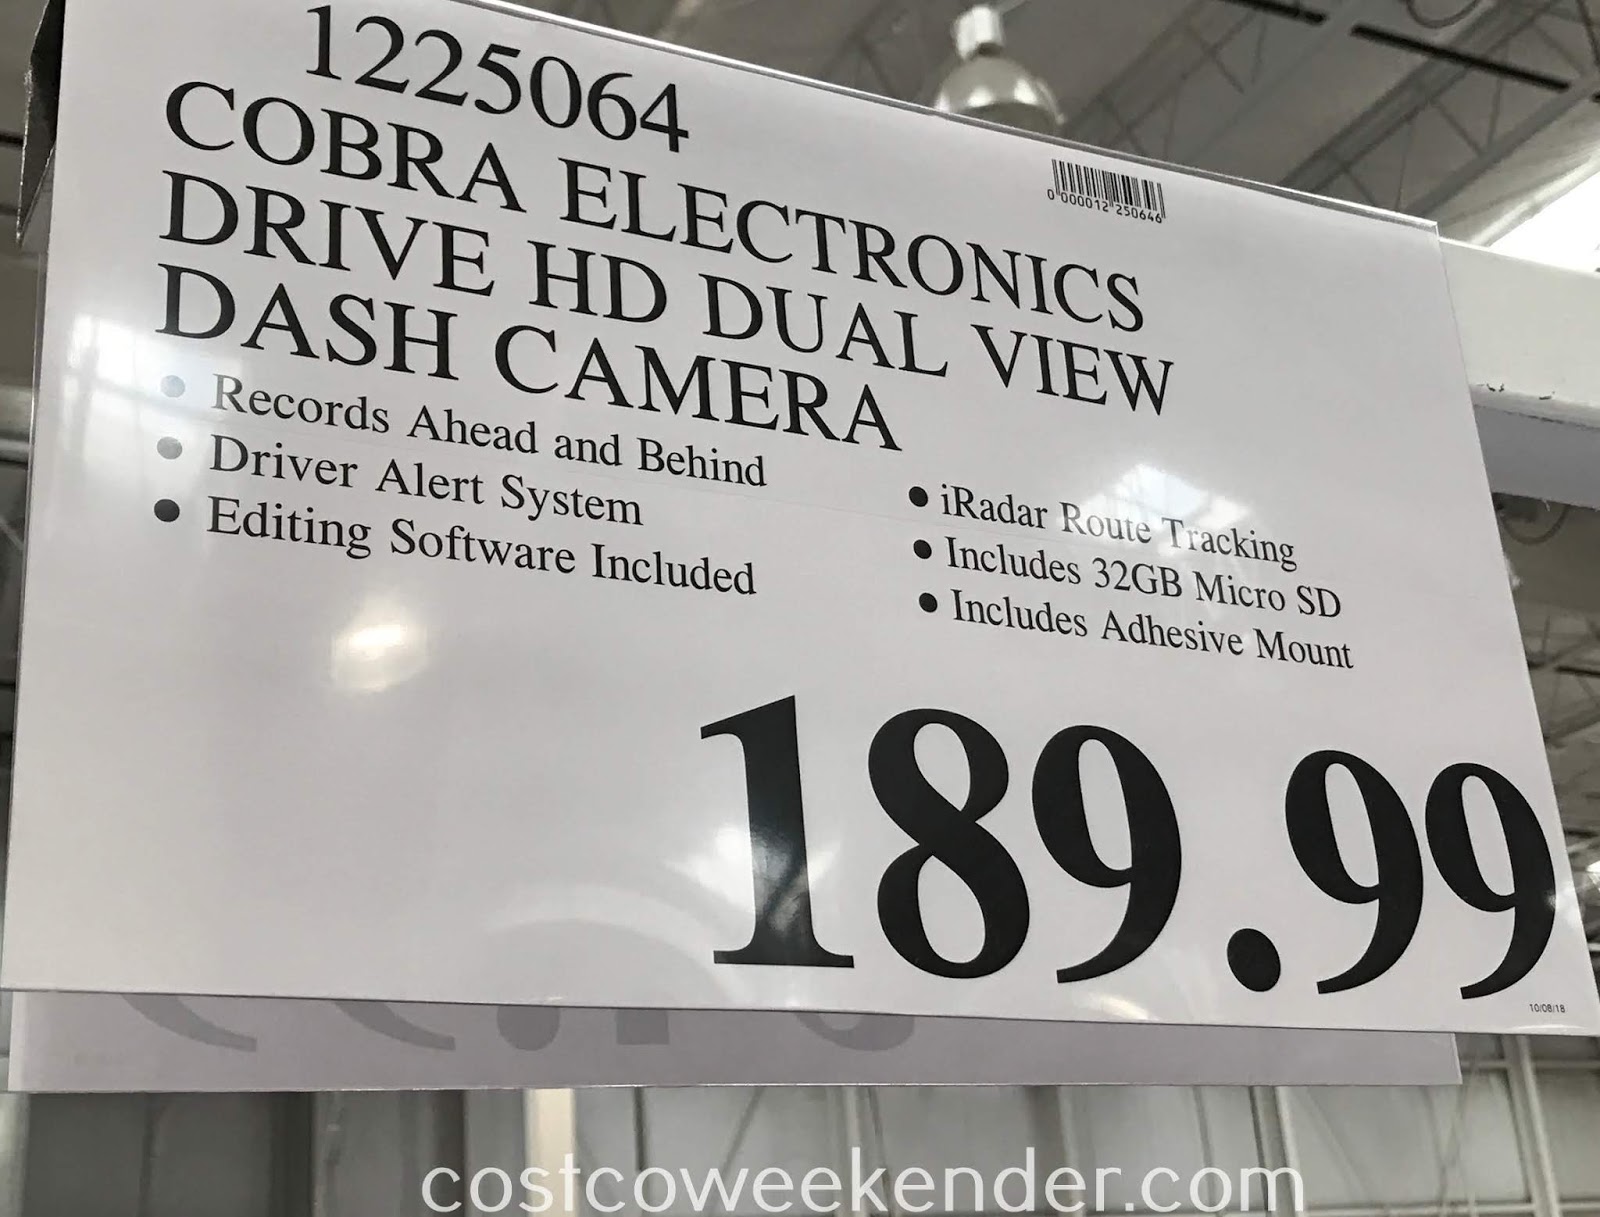 1225064
COBRA ELECTRONICS
DRIVE HD DUAL VIEW
DASH CAMERA
0 000012 250646
• Records Ahead and Behind
• Driver Alert System
• Editing Software Included
• iRadar Route Tracking
• Includes 32GB Micro SD
• Includes Adhesive Mount
189.99
10/08/18
costcoweekender.com